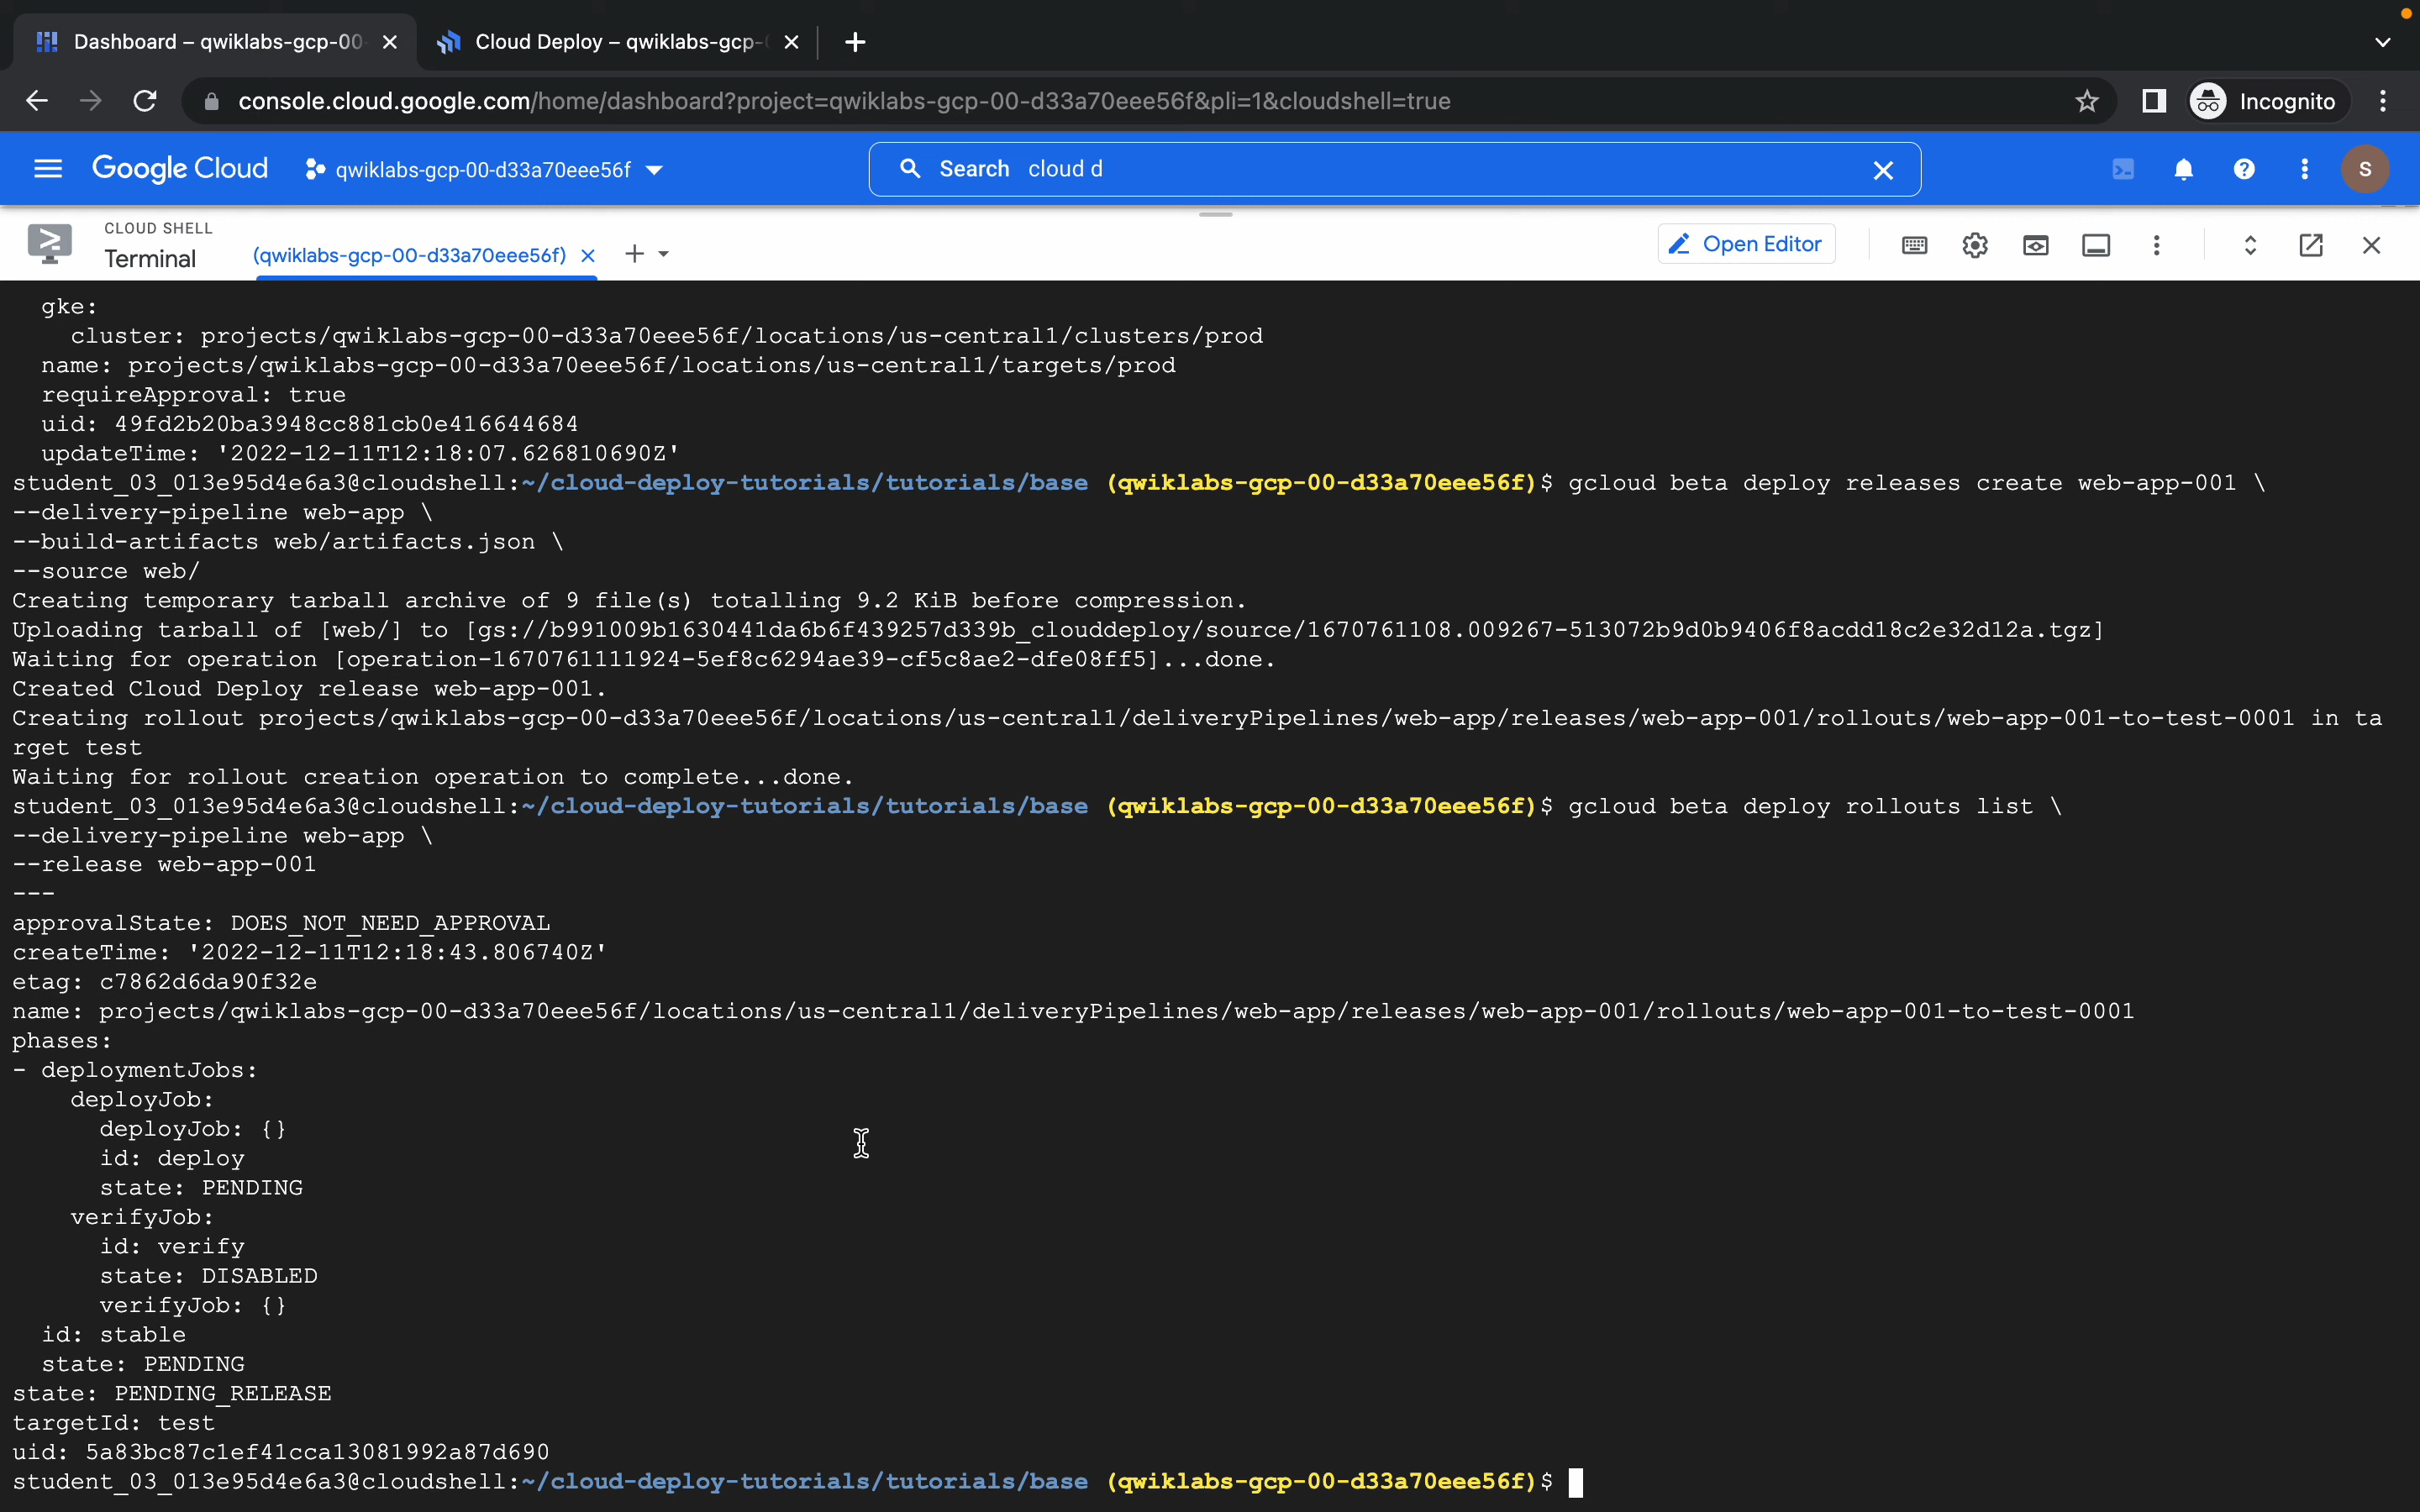 Dashboard – qwiklabs-gcp-00
Cloud Deploy – qwiklabs-gcp-
console.cloud.google.com/home/dashboard?project=qwiklabs-gcp-00-d33a70eee56f&pli=1&cloudshell=true
Incognito
Google Cloud
qwiklabs-gcp-00-d33a70eee56f
Search cloud d
S
CLOUD SHELL
Terminal
(qwiklabs-gcp-00-d33a70eee56f)
Open Editor
gke:
cluster: projects/qwiklabs-gcp-00-d33a70eee56f/locations/us-central1/clusters/prod
name: projects/qwiklabs-gcp-00-d33a70eee56f/locations/us-central1/targets/prod
requireApproval: true
uid: 49fd2b20ba3948cc881cb0e416644684
updateTime: '2022-12-11T12:18:07.626810690Z'
student_03_013e95d4e6a3@cloudshell:~/cloud-deploy-tutorials/tutorials/base (qwiklabs-gcp-00-d33a70eee56f)$ gcloud beta deploy releases create web-app-001 \
--delivery-pipeline web-app \
--build-artifacts web/artifacts.json \
--source web/
Creating temporary tarball archive of 9 file(s) totalling 9.2 KiB before compression.
Uploading tarball of [web/] to [gs://b991009b1630441da6b6f439257d339b_clouddeploy/source/1670761108.009267-513072b9d0b9406f8acdd18c2e32d12a.tgz]
Waiting for operation [operation-1670761111924-5ef8c6294ae39-cf5c8ae2-dfe08ff5]...done.
Created Cloud Deploy release web-app-001.
Creating rollout projects/qwiklabs-gcp-00-d33a70eee56f/locations/us-central1/deliveryPipelines/web-app/releases/web-app-001/rollouts/web-app-001-to-test-0001 in ta
rget test
Waiting for rollout creation operation to complete...done.
student_03_013e95d4e6a3@cloudshell:~/cloud-deploy-tutorials/tutorials/base (qwiklabs-gcp-00-d33a70eee56f)$ gcloud beta deploy rollouts list \
--delivery-pipeline web-app \
--release web-app-001
---
approvalState: DOES_NOT_NEED_APPROVAL
createTime: '2022-12-11T12:18:43.806740Z'
etag: c7862d6da90f32e
name: projects/qwiklabs-gcp-00-d33a70eee56f/locations/us-central1/deliveryPipelines/web-app/releases/web-app-001/rollouts/web-app-001-to-test-0001
phases:
- deploymentJobs:
deployJob:
deployJob: {}
id: deploy
state: PENDING
verifyJob:
id: verify
state: DISABLED
verifyJob: {}
id: stable
state: PENDING
state: PENDING_RELEASE
targetId: test
uid: 5a83bc87c1ef41cca13081992a87d690
student_03_013e95d4e6a3@cloudshell:~/cloud-deploy-tutorials/tutorials/base (qwiklabs-gcp-00-d33a70eee56f)$